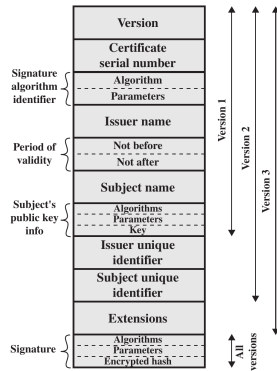 Version
Certificate
serial number
Signature
algorithm
identifier
Algorithm
Parameters
Issuer name
Period of
validity
Not before
Not after
Subject name
Subject's
public key
info
Algorithms
Parameters
Key
Issuer unique
identifier
Subject unique
identifier
Extensions
Signature
Algorithms
Parameters
Encrypted hash
Version 1
Version 2
Version 3
All
versions